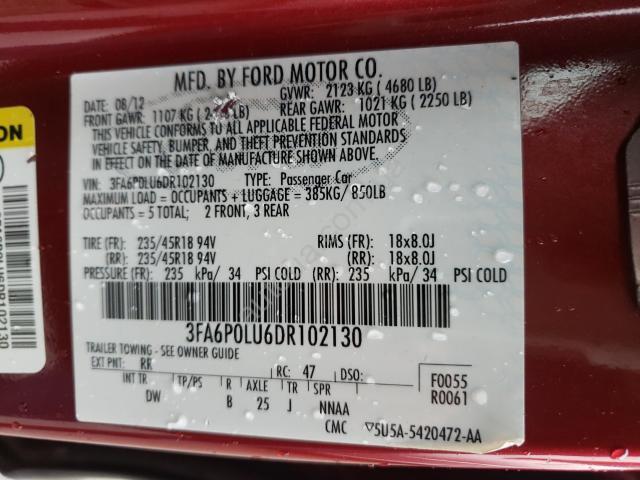 MFD. BY FORD MOTOR CO.
DATE: 08/12 GVWR: 2123 KG ( 4680 LB)
FRONT GAWR: 1107 KG ( LB) REAR GAWR: 1021 KG ( 2250 LB)
THIS VEHICLE CONFORMS TO ALL APPLICABLE FEDERAL MOTOR
VEHICLE SAFETY, BUMPER, AND THEFT PREVENTION STANDARDS
IN EFFECT ON THE DATE OF MANUFACTURE SHOWN ABOVE.
VIN: 3FA6P0LU6DR102130 TYPE: Passenger Car
MAXIMUM LOAD = OCCUPANTS + LUGGAGE = 385KG/ 850LB
OCCUPANTS = 5 TOTAL; 2 FRONT, 3 REAR
TIRE (FR): 235/45R18 94V RIMS (FR): 18x8.0J
(RR): 235/45R18 94V (RR): 18x8.0J
PRESSURE (FR): 235 kPa/ 34 PSI COLD (RR): 235 kPa/ 34 PSI COLD
3FA6P0LU6DR102130
TRAILER TOWING - SEE OWNER GUIDE
EXT PNT: RR RC: 47 DSO:
INT TR TP/PS R AXLE TR SPR
DW B 25 J NNAA
F0055
R0061
CMC 5U5A-5420472-AA